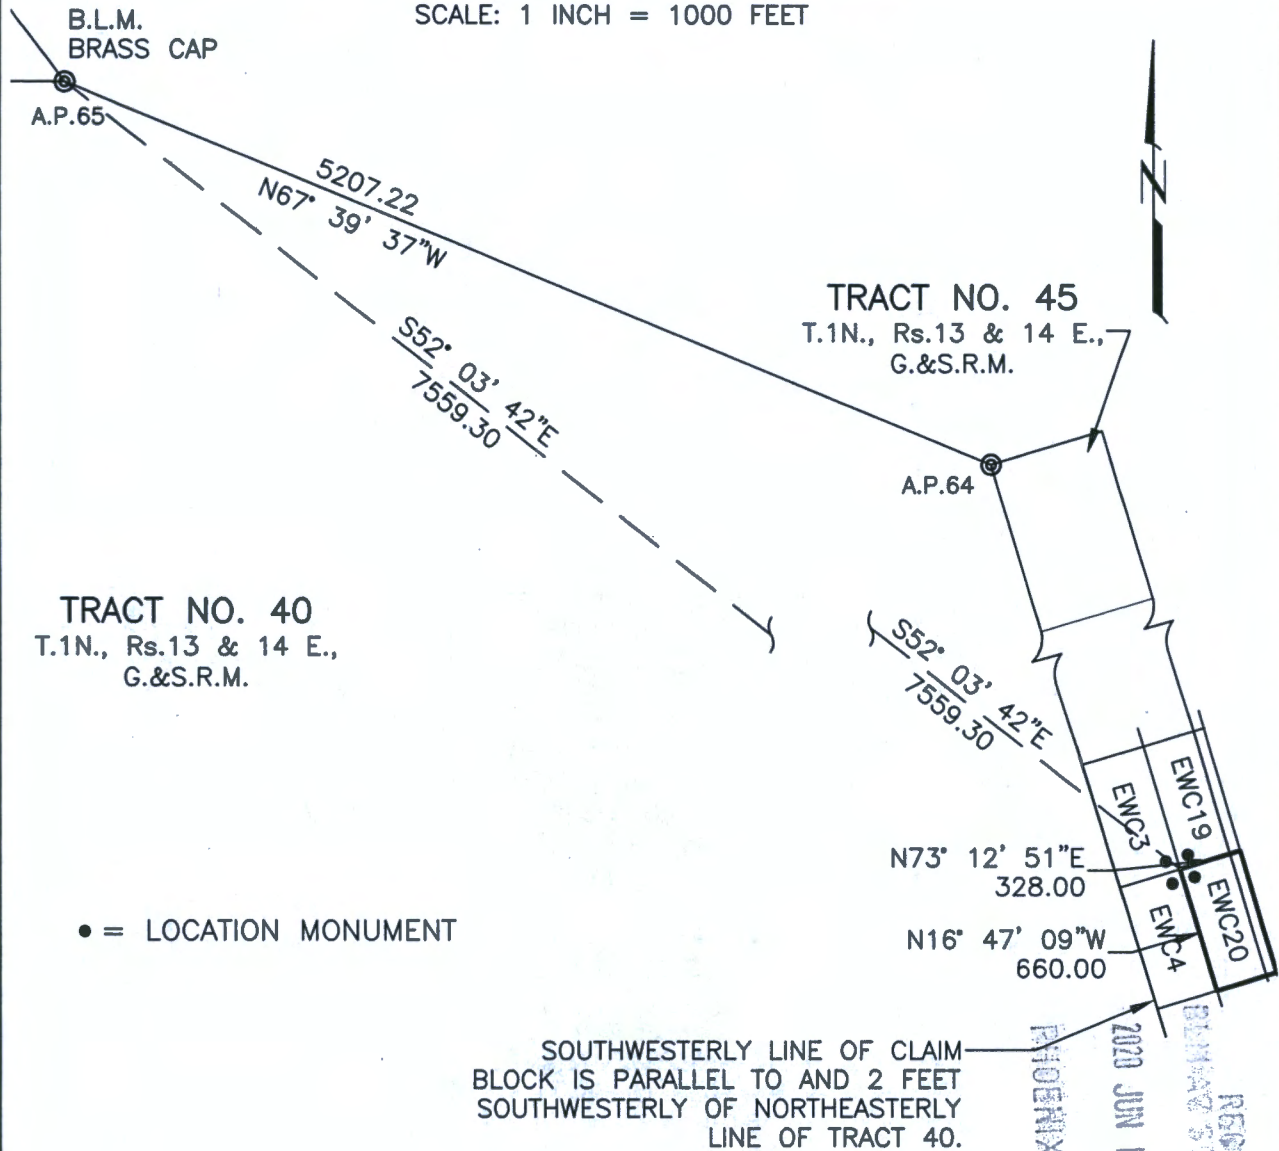 SCALE: 1 INCH = 1000 FEET
B.L.M.
BRASS CAP
A.P.65
5207.22
N67° 39' 37"W
S52° 03' 42"E
7559.30
TRACT NO. 45
T.1N., Rs.13 & 14 E.,
G.&S.R.M.
N
A.P.64
TRACT NO. 40
T.1N., Rs.13 & 14 E.,
G.&S.R.M.
S52° 03' 42"E
7559.30
EWC3
EWC19
N73° 12' 51"E
328.00
EWC4
EWC20
N16° 47' 09"W
660.00
● = LOCATION MONUMENT
SOUTHWESTERLY LINE OF CLAIM
BLOCK IS PARALLEL TO AND 2 FEET
SOUTHWESTERLY OF NORTHEASTERLY
LINE OF TRACT 40.
2020 JUN
PHOENIX